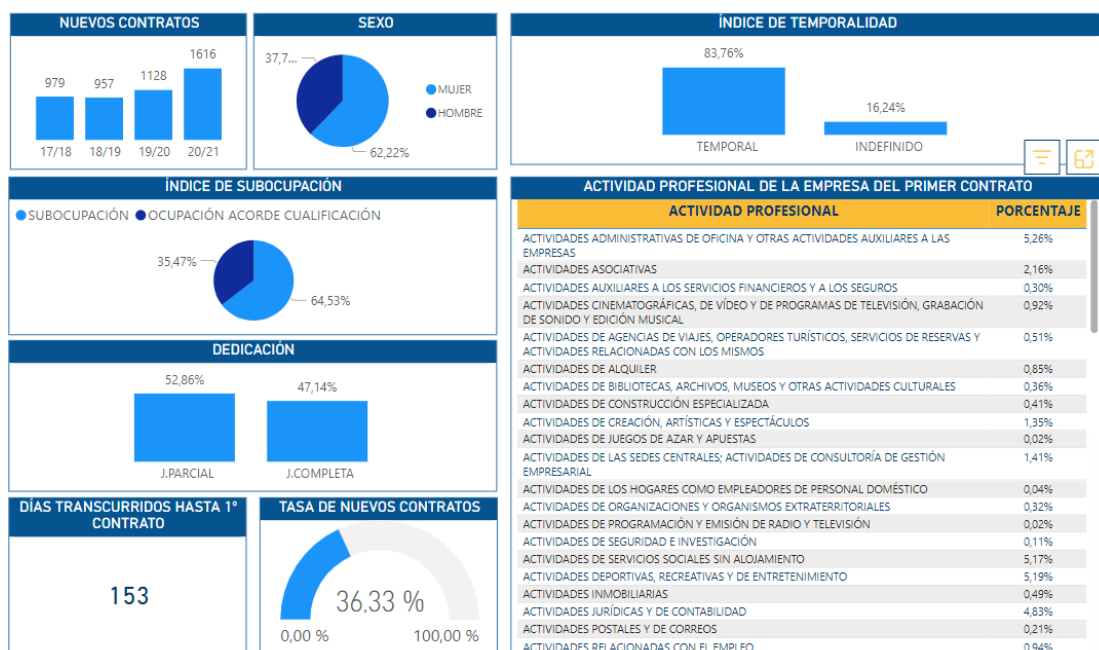 NUEVOS CONTRATOS
979
957
1128
1616
17/18
18/19
19/20
20/21
SEXO
37,7...
62,22%
MUJER
HOMBRE
ÍNDICE DE TEMPORALIDAD
83,76%
16,24%
TEMPORAL
INDEFINIDO
ÍNDICE DE SUBOCUPACIÓN
SUBOCUPACIÓN
OCUPACIÓN ACORDE CUALIFICACIÓN
35,47%
64,53%
DEDICACIÓN
52,86%
47,14%
J.PARCIAL
J.COMPLETA
DÍAS TRANSCURRIDOS HASTA 1º
CONTRATO
153
TASA DE NUEVOS CONTRATOS
36,33 %
0,00 %
100,00 %
ACTIVIDAD PROFESIONAL DE LA EMPRESA DEL PRIMER CONTRATO
ACTIVIDAD PROFESIONAL PORCENTAJE
ACTIVIDADES ADMINISTRATIVAS DE OFICINA Y OTRAS ACTIVIDADES AUXILIARES A LAS 5,26%
EMPRESAS
ACTIVIDADES ASOCIATIVAS 2,16%
ACTIVIDADES AUXILIARES A LOS SERVICIOS FINANCIEROS Y A LOS SEGUROS 0,30%
ACTIVIDADES CINEMATOGRÁFICAS, DE VÍDEO Y DE PROGRAMAS DE TELEVISIÓN, GRABACIÓN 0,92%
DE SONIDO Y EDICIÓN MUSICAL
ACTIVIDADES DE AGENCIAS DE VIAJES, OPERADORES TURÍSTICOS, SERVICIOS DE RESERVAS Y 0,51%
ACTIVIDADES RELACIONADAS CON LOS MISMOS
ACTIVIDADES DE ALQUILER 0,85%
ACTIVIDADES DE BIBLIOTECAS, ARCHIVOS, MUSEOS Y OTRAS ACTIVIDADES CULTURALES 0,36%
ACTIVIDADES DE CONSTRUCCIÓN ESPECIALIZADA 0,41%
ACTIVIDADES DE CREACIÓN, ARTÍSTICAS Y ESPECTÁCULOS 1,35%
ACTIVIDADES DE JUEGOS DE AZAR Y APUESTAS 0,02%
ACTIVIDADES DE LAS SEDES CENTRALES; ACTIVIDADES DE CONSULTORÍA DE GESTIÓN 1,41%
EMPRESARIAL
ACTIVIDADES DE LOS HOGARES COMO EMPLEADORES DE PERSONAL DOMÉSTICO 0,04%
ACTIVIDADES DE ORGANIZACIONES Y ORGANISMOS EXTRATERRITORIALES 0,32%
ACTIVIDADES DE PROGRAMACIÓN Y EMISIÓN DE RADIO Y TELEVISIÓN 0,02%
ACTIVIDADES DE SEGURIDAD E INVESTIGACIÓN 0,11%
ACTIVIDADES DE SERVICIOS SOCIALES SIN ALOJAMIENTO 5,17%
ACTIVIDADES DEPORTIVAS, RECREATIVAS Y DE ENTRETENIMIENTO 5,19%
ACTIVIDADES INMOBILIARIAS 0,49%
ACTIVIDADES JURÍDICAS Y DE CONTABILIDAD 4,83%
ACTIVIDADES POSTALES Y DE CORREOS 0,21%
ACTIVIDADES RELACIONADAS CON EL EMPLEO 0,94%